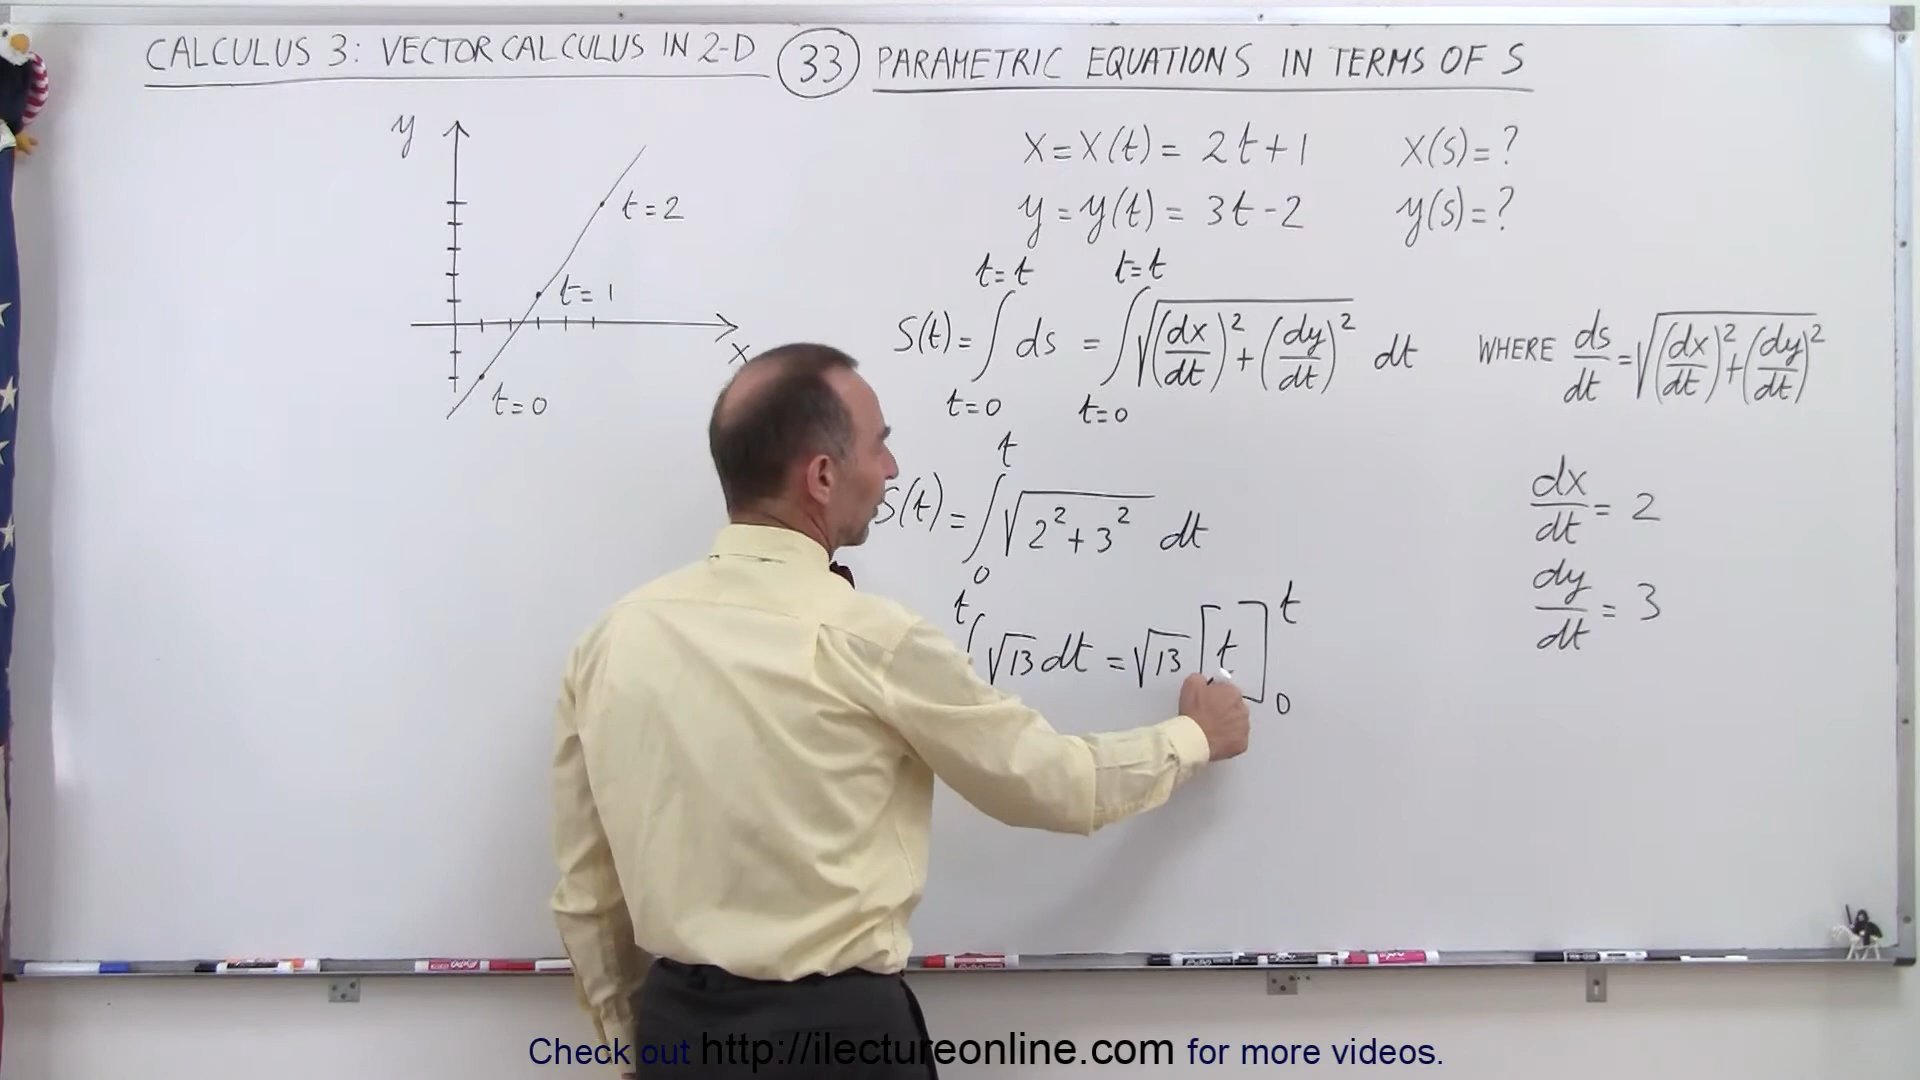 CALCULUS 3: VECTOR CALCULUS IN 2-D 33 PARAMETRIC EQUATIONS IN TERMS OF S
y
t=2
t=1
x
t=0
x=x(t)= 2t+1 x(s)=?
y=y(t)= 3t-2 y(s)=?
S(t)=∫_{t=0}^{t=t} ds = ∫_{t=0}^{t=t} √((dx/dt)²+(dy/dt)²) dt WHERE ds/dt=√((dx/dt)²+(dy/dt)²)
S(t)=∫_0^t √(2²+3²) dt
dx/dt=2
dy/dt=3
∫^t √13 dt=√13 [t]_0^t
Check out http://ilectureonline.com for more videos.